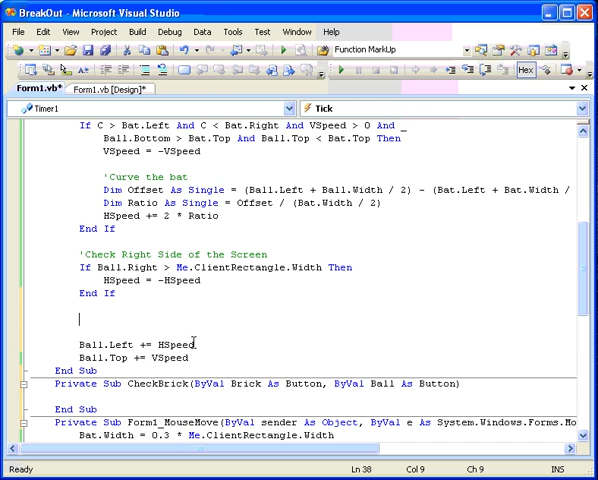 BreakOut - Microsoft Visual Studio
File Edit View Project Build Debug Data Tools Test Window Help
Function MarkUp
Hex
Form1.vb* Form1.vb [Design]*
Timer1 Tick
If C > Bat.Left And C < Bat.Right And VSpeed > 0 And _
Ball.Bottom > Bat.Top And Ball.Top < Bat.Top Then
VSpeed = -VSpeed
'Curve the bat
Dim Offset As Single = (Ball.Left + Ball.Width / 2) - (Bat.Left + Bat.Width /
Dim Ratio As Single = Offset / (Bat.Width / 2)
HSpeed += 2 * Ratio
End If
'Check Right Side of the Screen
If Ball.Right > Me.ClientRectangle.Width Then
HSpeed = -HSpeed
End If
Ball.Left += HSpeed
Ball.Top += VSpeed
End Sub
Private Sub CheckBrick(ByVal Brick As Button, ByVal Ball As Button)
End Sub
Private Sub Form1_MouseMove(ByVal sender As Object, ByVal e As System.Windows.Forms.Mo
Bat.Width = 0.3 * Me.ClientRectangle.Width
Ready Ln 38 Col 9 Ch 9 INS